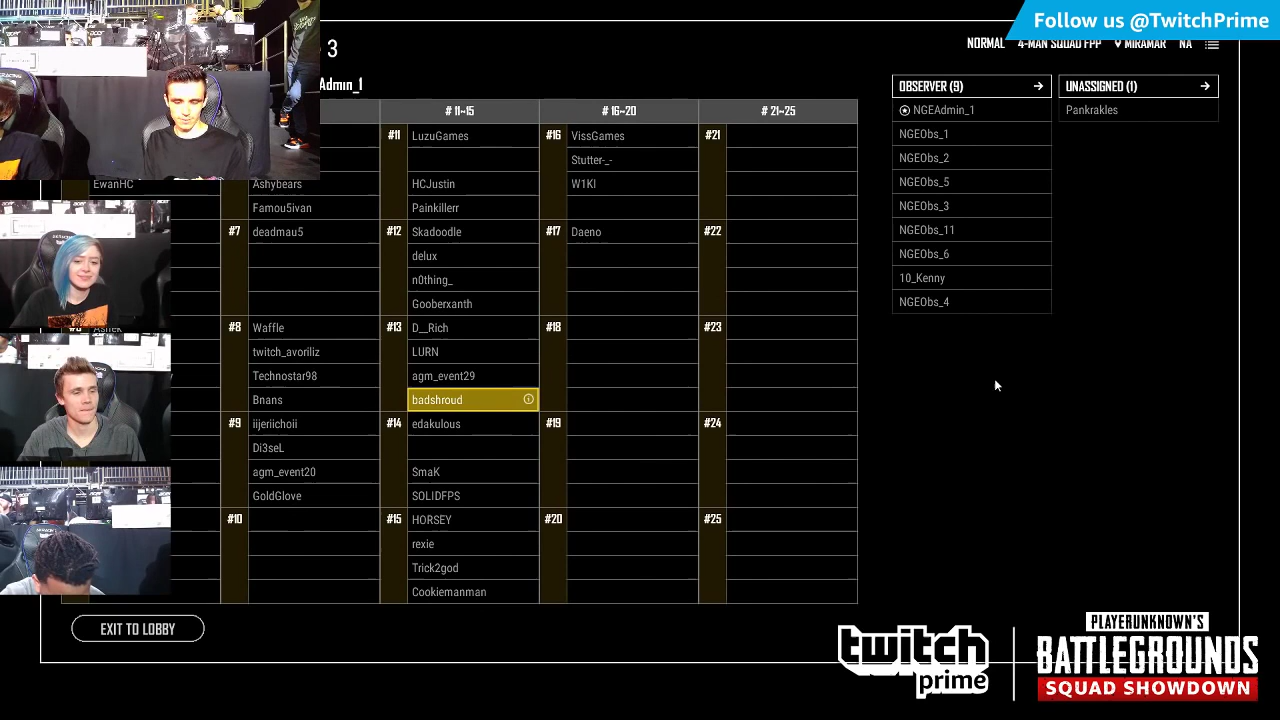 Follow us @TwitchPrime
3
NORMAL 4-MAN SQUAD FPP MIRAMAR NA
Admin_1
OBSERVER (9)
UNASSIGNED (1)
# 11~15
# 16~20
# 21~25
NGEAdmin_1
Pankrakles
#11 LuzuGames
#16 VissGames
#21
NGEObs_1
Stutter-_-
NGEObs_2
EwanHC
Ashybears
HCJustin
W1KI
NGEObs_5
Famou5ivan
Painkillerr
NGEObs_3
#7 deadmau5
#12 Skadoodle
#17 Daeno
#22
NGEObs_11
delux
NGEObs_6
n0thing_
10_Kenny
Gooberxanth
NGEObs_4
#8 Waffle
#13 D__Rich
#18
#23
twitch_avoriliz
LURN
Technostar98
agm_event29
Bnans
badshroud
#9 iijeriichoii
#14 edakulous
#19
#24
Di3seL
agm_event20
SmaK
GoldGlove
SOLIDFPS
#10
#15 HORSEY
#20
#25
rexie
Trick2god
Cookiemanman
EXIT TO LOBBY
twitch prime
PLAYERUNKNOWN'S
BATTLEGROUNDS
SQUAD SHOWDOWN